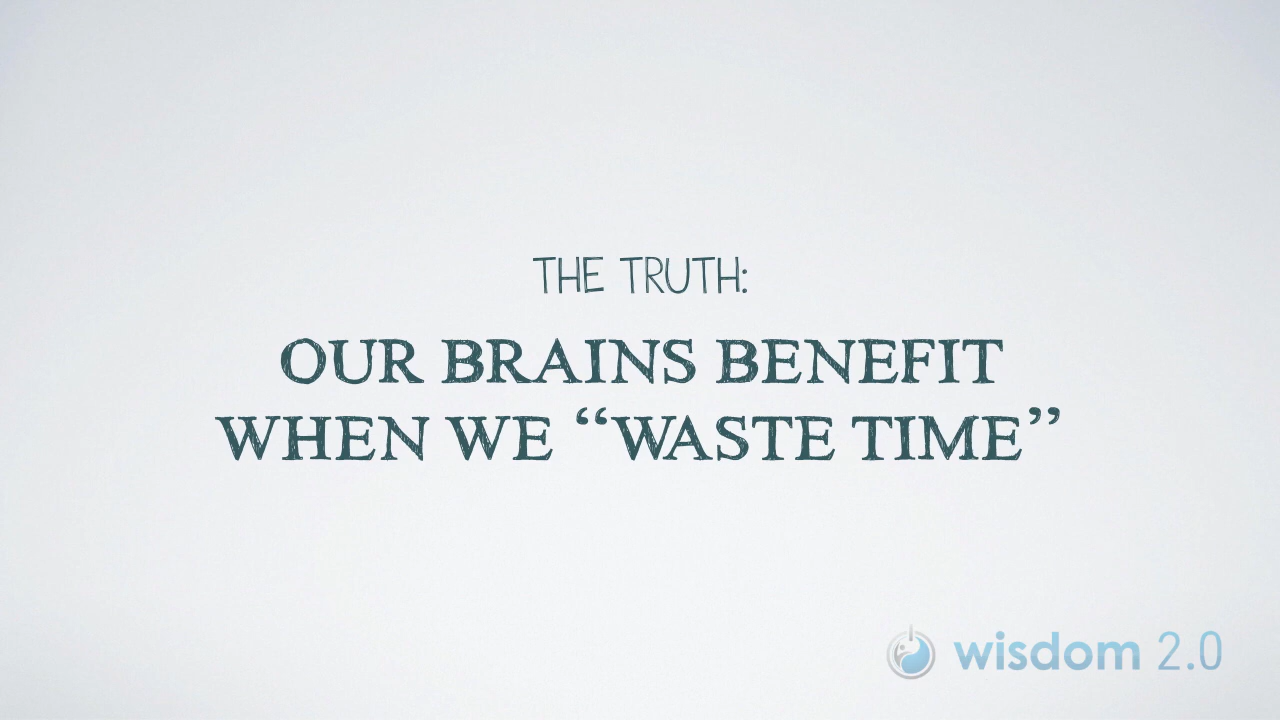 THE TRUTH:
OUR BRAINS BENEFIT
WHEN WE “WASTE TIME”
wisdom 2.0